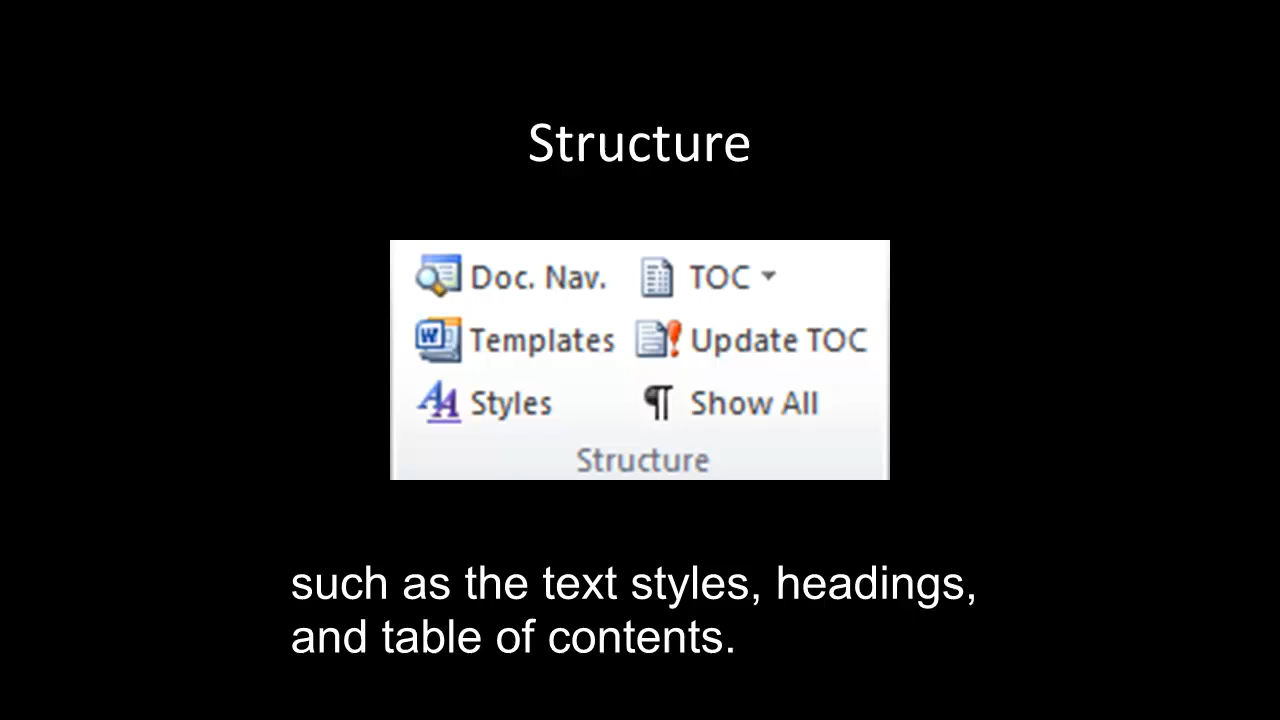 Structure
Doc. Nav. TOC
Templates Update TOC
Styles ¶ Show All
Structure
such as the text styles, headings,
and table of contents.